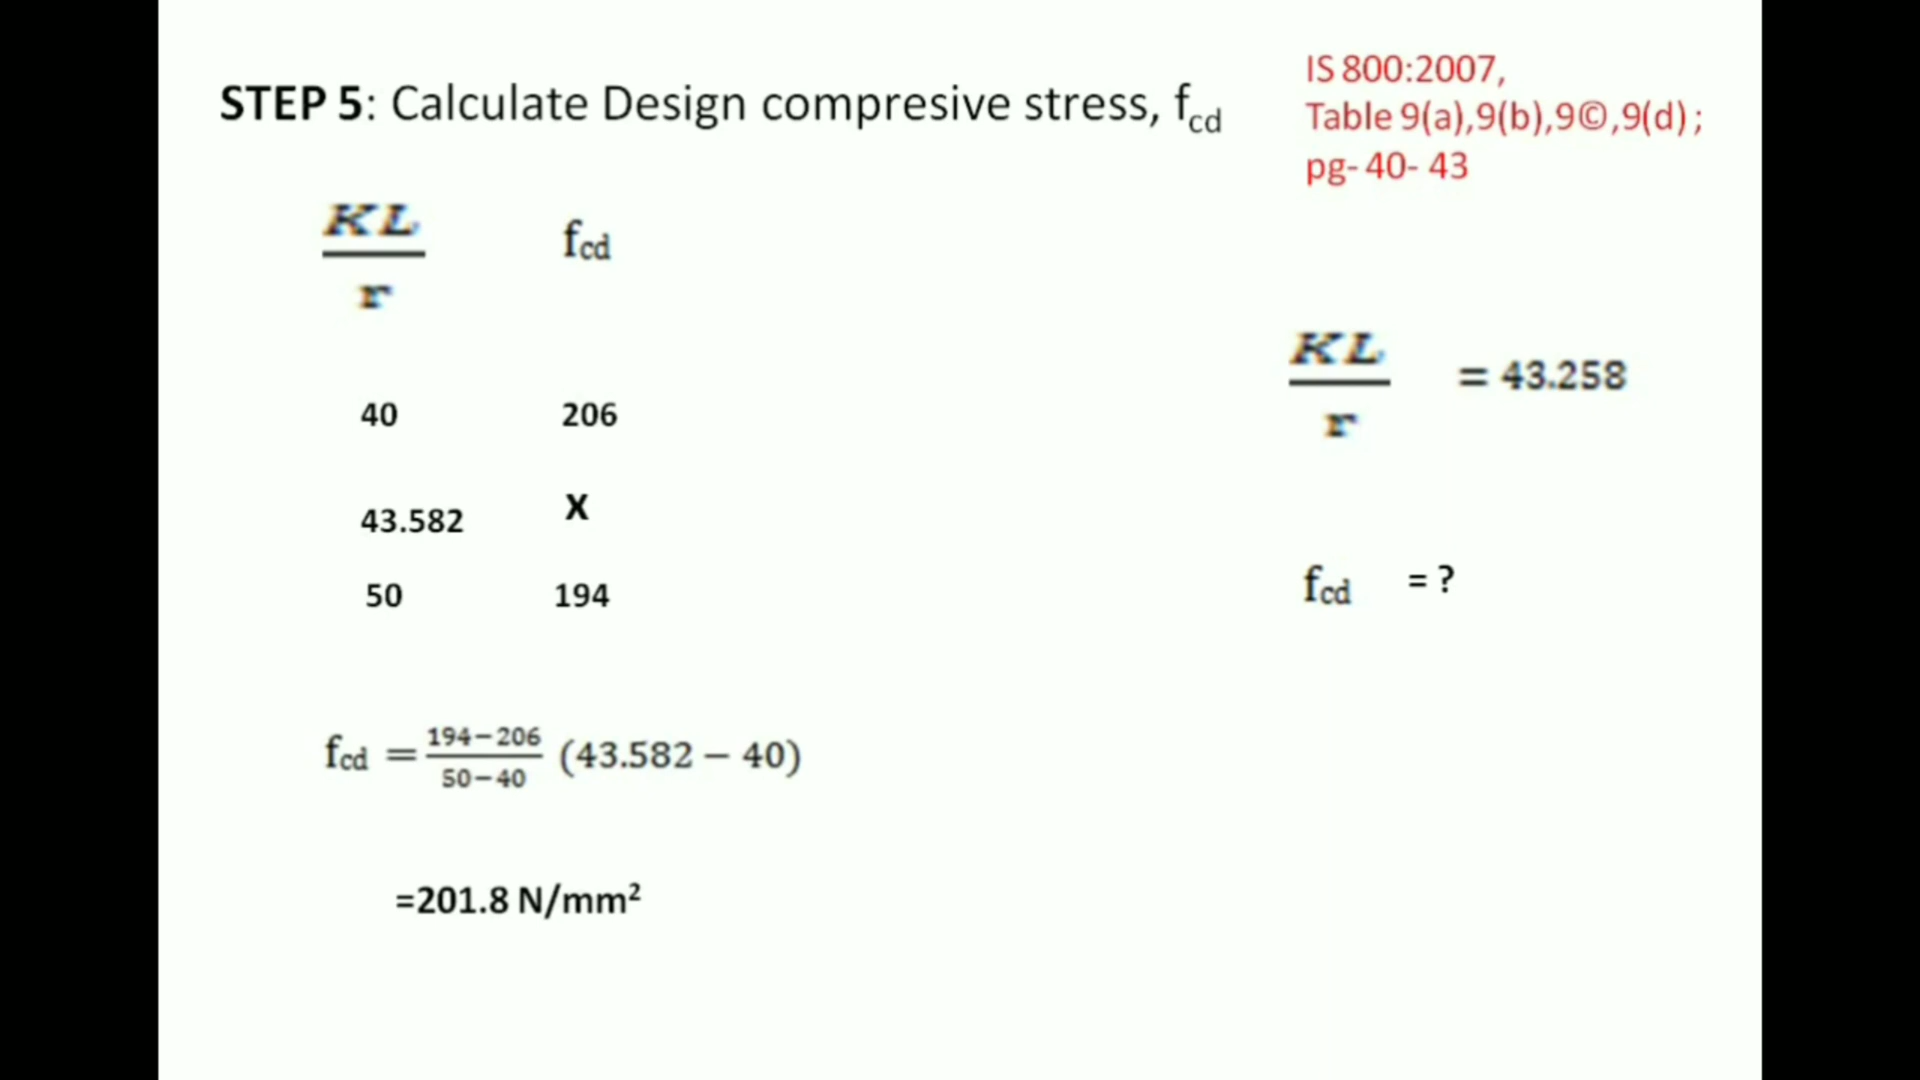 STEP 5: Calculate Design compresive stress, fcd
IS 800:2007,
Table 9(a),9(b),9©,9(d) ;
pg- 40- 43
KL
r
fcd
KL
r
= 43.258
40 206
43.582 X
50 194
fcd = ?
fcd = 194−206 / 50−40 (43.582 − 40)
=201.8 N/mm²